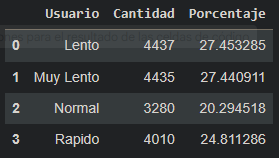 Usuario Cantidad Porcentaje
0 Lento 4437 27.453285
1 Muy Lento 4435 27.440911
2 Normal 3280 20.294518
3 Rapido 4010 24.811286